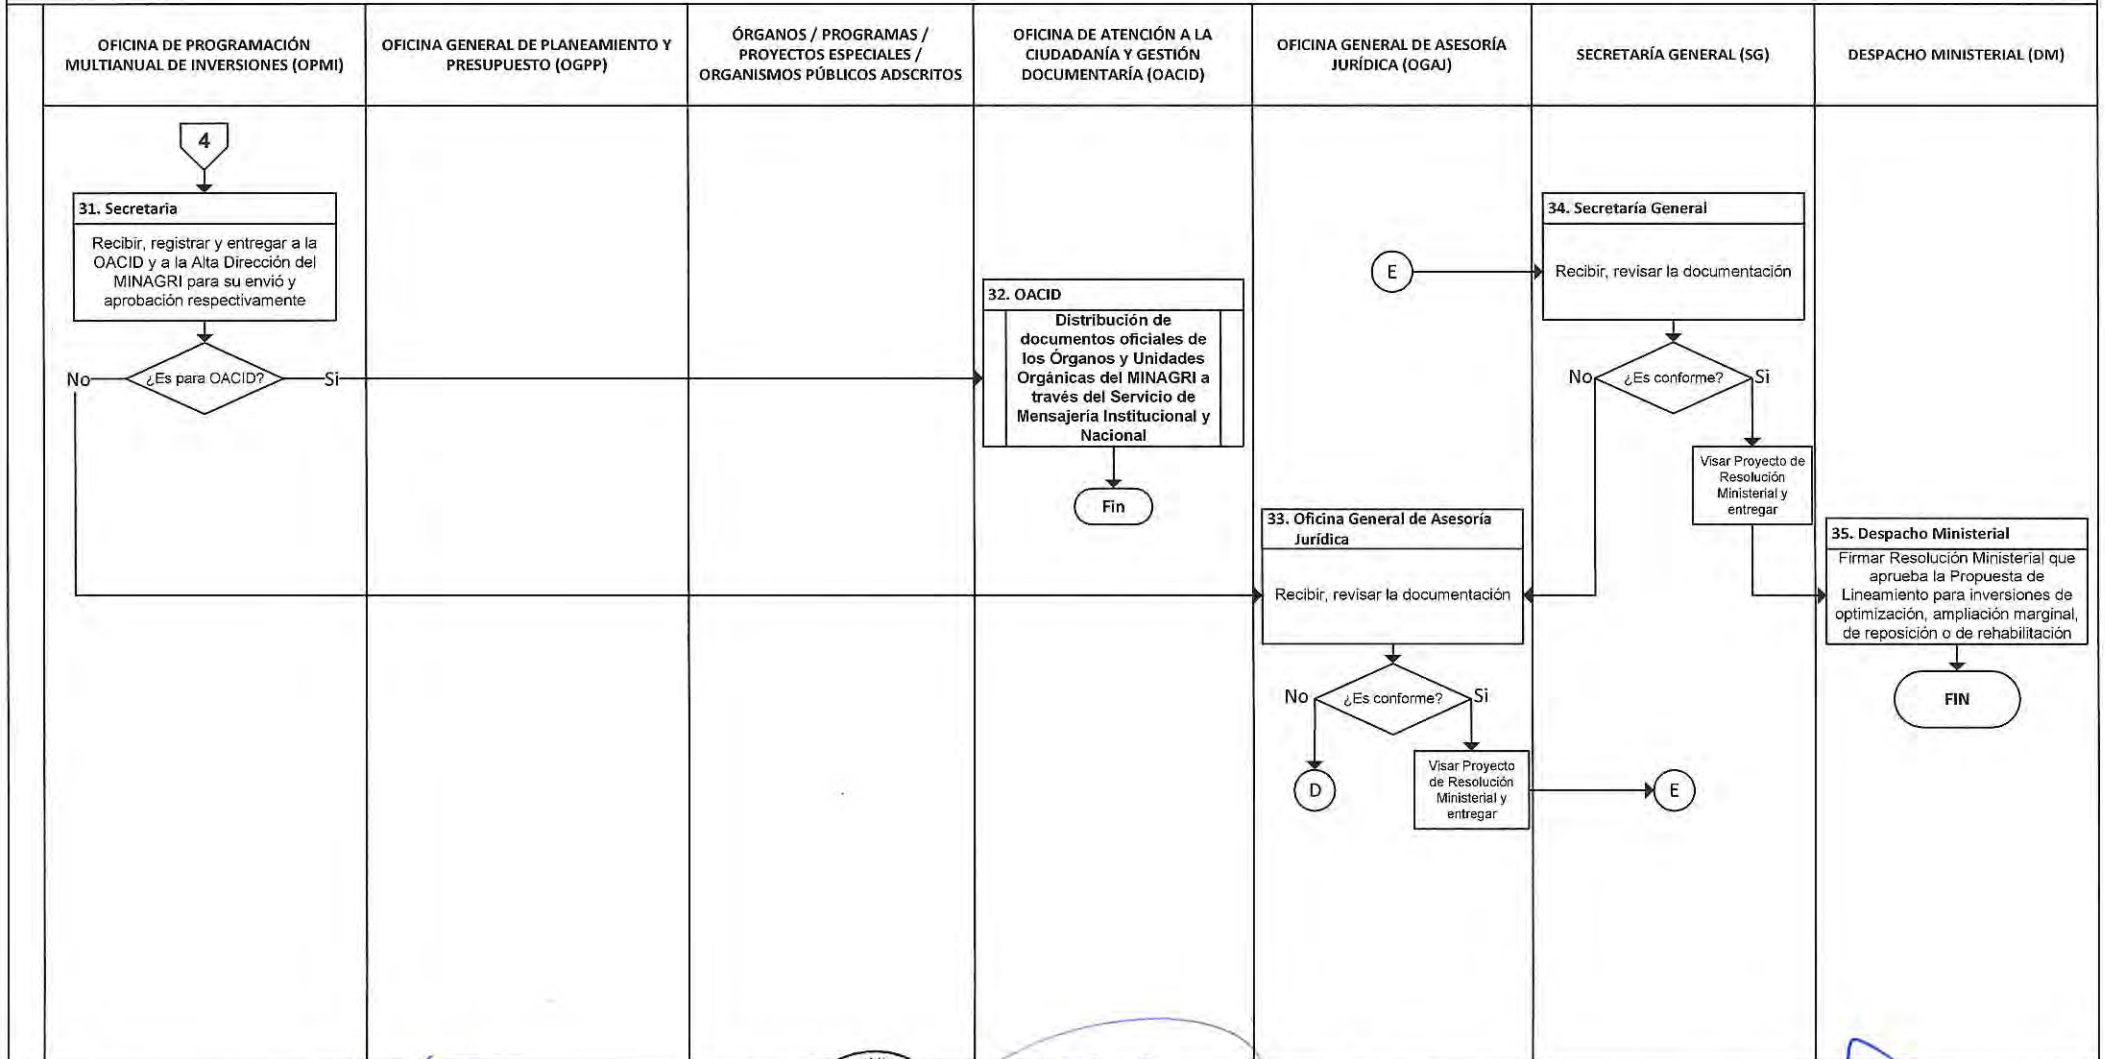 OFICINA DE PROGRAMACIÓN
MULTIANUAL DE INVERSIONES (OPMI)
OFICINA GENERAL DE PLANEAMIENTO Y
PRESUPUESTO (OGPP)
ÓRGANOS / PROGRAMAS /
PROYECTOS ESPECIALES /
ORGANISMOS PÚBLICOS ADSCRITOS
OFICINA DE ATENCIÓN A LA
CIUDADANÍA Y GESTIÓN
DOCUMENTARÍA (OACID)
OFICINA GENERAL DE ASESORÍA
JURÍDICA (OGAJ)
SECRETARÍA GENERAL (SG)
DESPACHO MINISTERIAL (DM)
4
31. Secretaria
Recibir, registrar y entregar a la
OACID y a la Alta Dirección del
MINAGRI para su envió y
aprobación respectivamente
No
¿Es para OACID?
Si
32. OACID
Distribución de
documentos oficiales de
los Órganos y Unidades
Orgánicas del MINAGRI a
través del Servicio de
Mensajería Institucional y
Nacional
Fin
E
34. Secretaría General
Recibir, revisar la documentación
No
¿Es conforme?
Si
Visar Proyecto de
Resolución
Ministerial y
entregar
33. Oficina General de Asesoría
Jurídica
Recibir, revisar la documentación
No
¿Es conforme?
Si
D
Visar Proyecto
de Resolución
Ministerial y
entregar
E
35. Despacho Ministerial
Firmar Resolución Ministerial que
aprueba la Propuesta de
Lineamiento para inversiones de
optimización, ampliación marginal,
de reposición o de rehabilitación
FIN